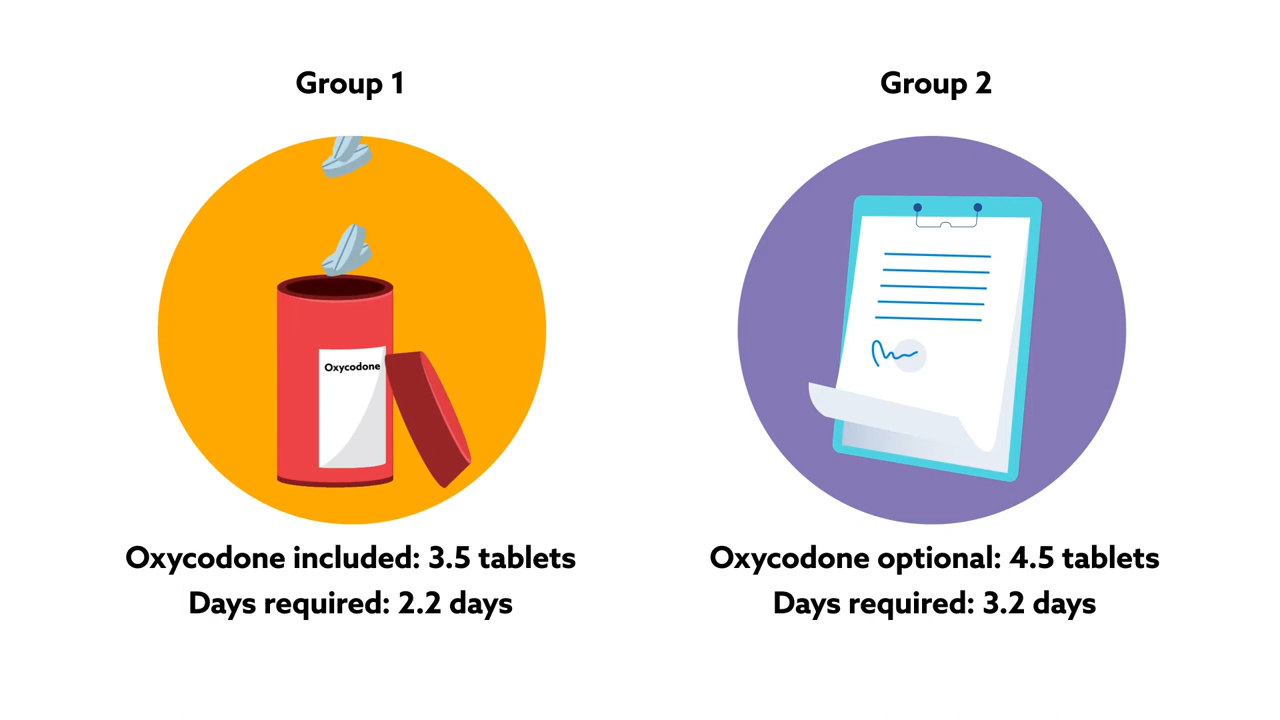 Group 1
Group 2
Oxycodone
Oxycodone included: 3.5 tablets
Days required: 2.2 days
Oxycodone optional: 4.5 tablets
Days required: 3.2 days